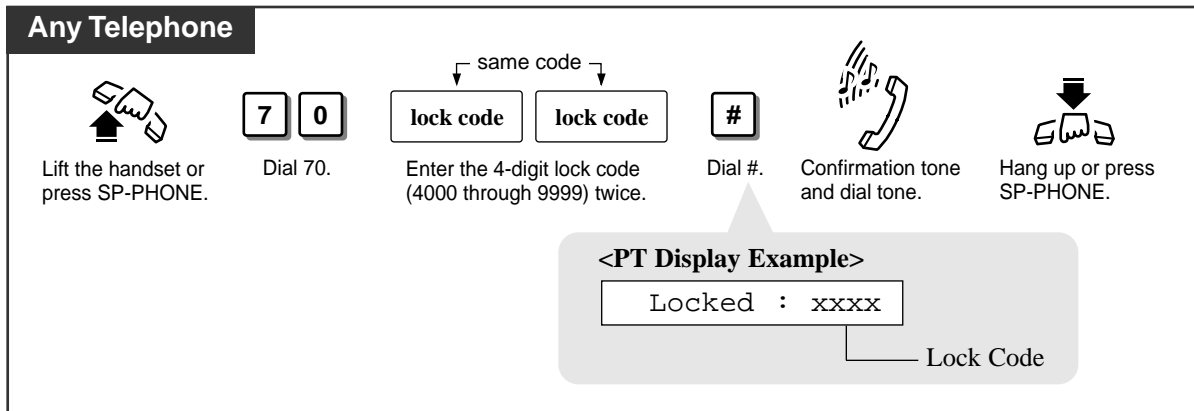 Any Telephone
same code
7 0
lock code lock code
#
Lift the handset or
press SP-PHONE.
Dial 70.
Enter the 4-digit lock code
(4000 through 9999) twice.
Dial #.
Confirmation tone
and dial tone.
Hang up or press
SP-PHONE.
<PT Display Example>
Locked : xxxx
Lock Code